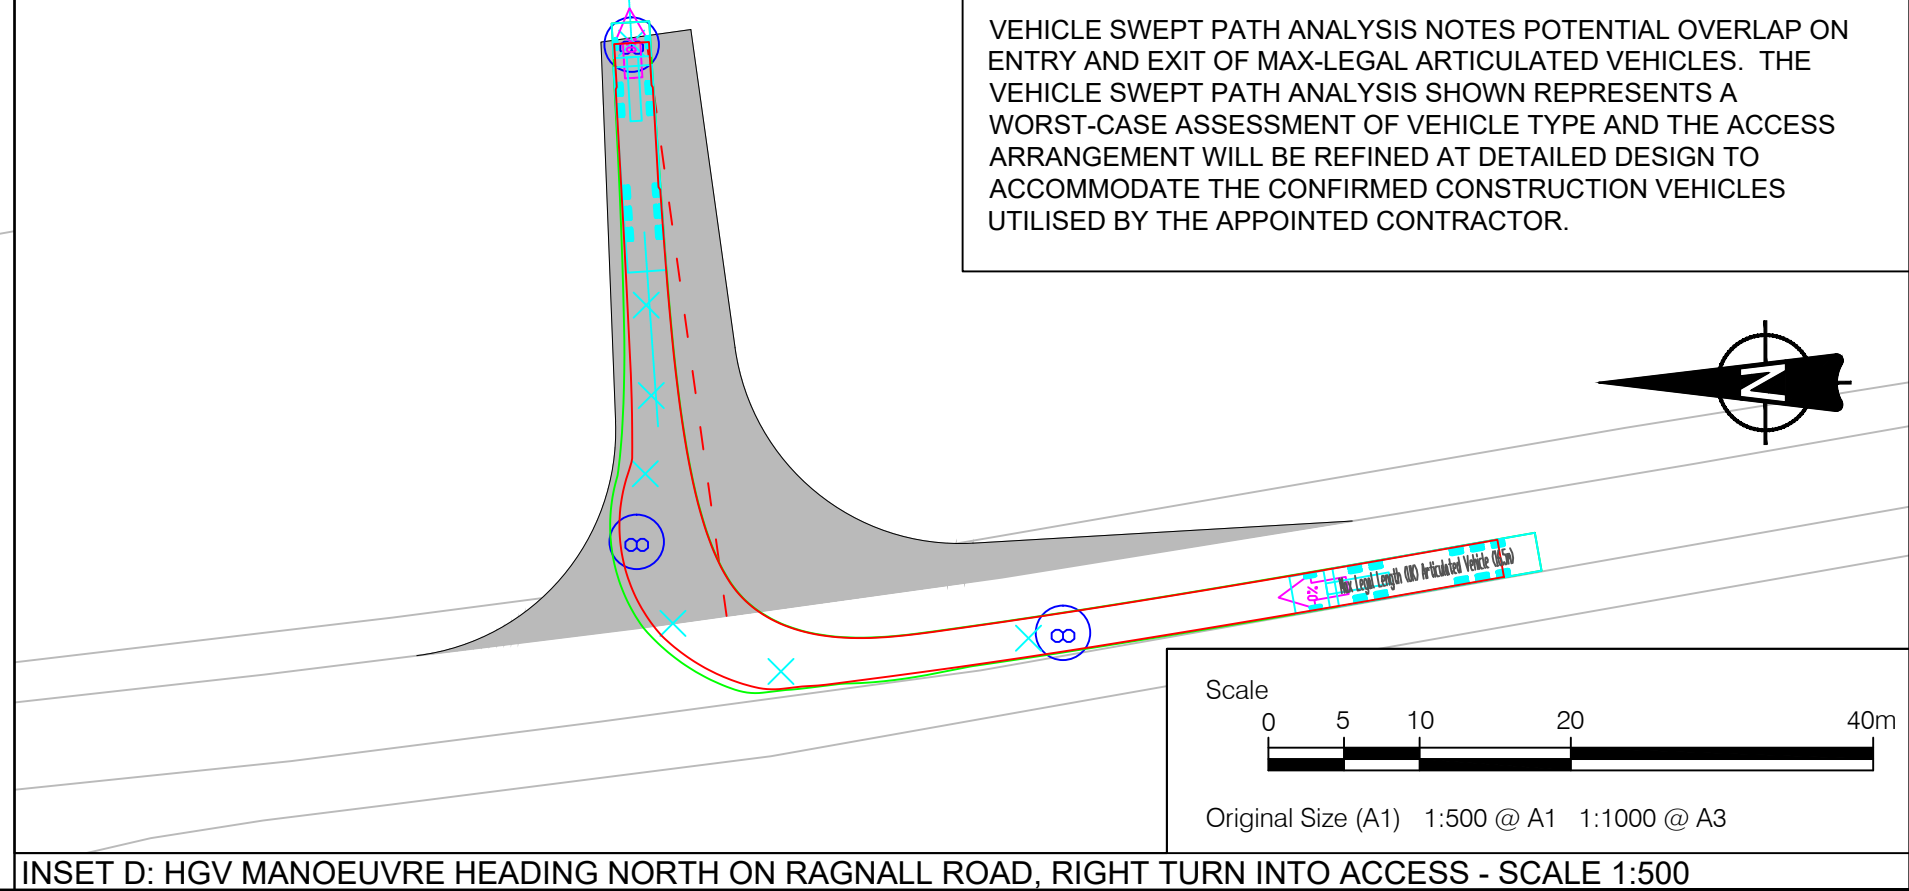 VEHICLE SWEPT PATH ANALYSIS NOTES POTENTIAL OVERLAP ON
ENTRY AND EXIT OF MAX-LEGAL ARTICULATED VEHICLES. THE
VEHICLE SWEPT PATH ANALYSIS SHOWN REPRESENTS A
WORST-CASE ASSESSMENT OF VEHICLE TYPE AND THE ACCESS
ARRANGEMENT WILL BE REFINED AT DETAILED DESIGN TO
ACCOMMODATE THE CONFIRMED CONSTRUCTION VEHICLES
UTILISED BY THE APPOINTED CONTRACTOR.
N
8
8
Max Legal Length (UK) Articulated Vehicle (16.5m)
Scale
0 5 10 20 40m
Original Size (A1) 1:500 @ A1 1:1000 @ A3
INSET D: HGV MANOEUVRE HEADING NORTH ON RAGNALL ROAD, RIGHT TURN INTO ACCESS - SCALE 1:500